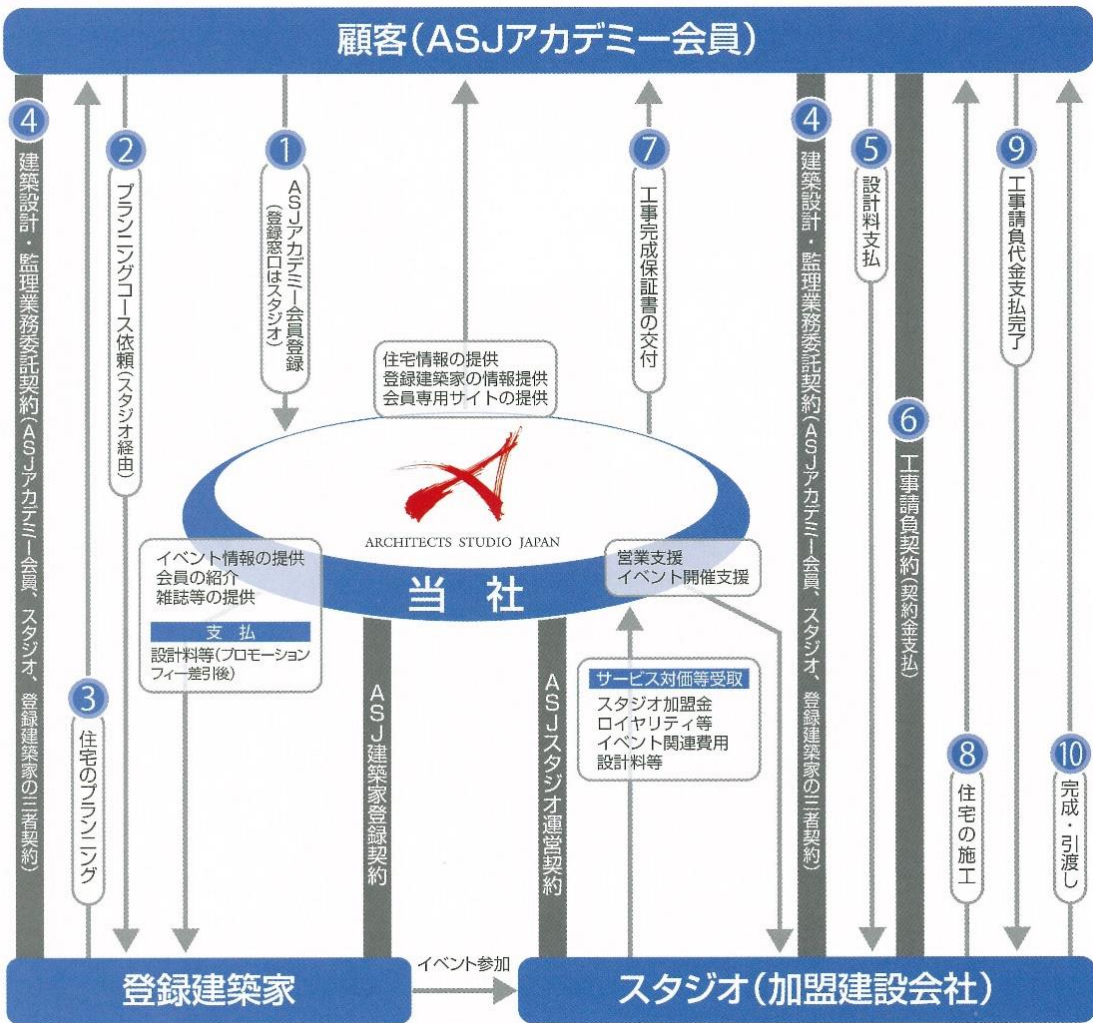 顧客(ASJアカデミー会員)
4
建築設計・監理業務委託契約(ASJアカデミー会員、スタジオ、登録建築家の三者契約)
3
住宅のプランニング
2
プランニングコース依頼(スタジオ経由)
1
ASJアカデミー会員登録
(登録窓口はスタジオ)
住宅情報の提供
登録建築家の情報提供
会員専用サイトの提供
7
工事完成保証書の交付
4
建築設計・監理業務委託契約(ASJアカデミー会員、スタジオ、登録建築家の三者契約)
5
設計料支払
6
工事請負契約(契約金支払)
8
住宅の施工
9
工事請負代金支払完了
10
完成・引渡し
ARCHITECTS STUDIO JAPAN
当社
イベント情報の提供
会員の紹介
雑誌等の提供
支払
設計料等(プロモーション
フィー差引後)
営業支援
イベント開催支援
サービス対価等受取
スタジオ加盟金
ロイヤリティ等
イベント関連費用
設計料等
ASJ建築家登録契約
ASJスタジオ運営契約
登録建築家
イベント参加
スタジオ(加盟建設会社)